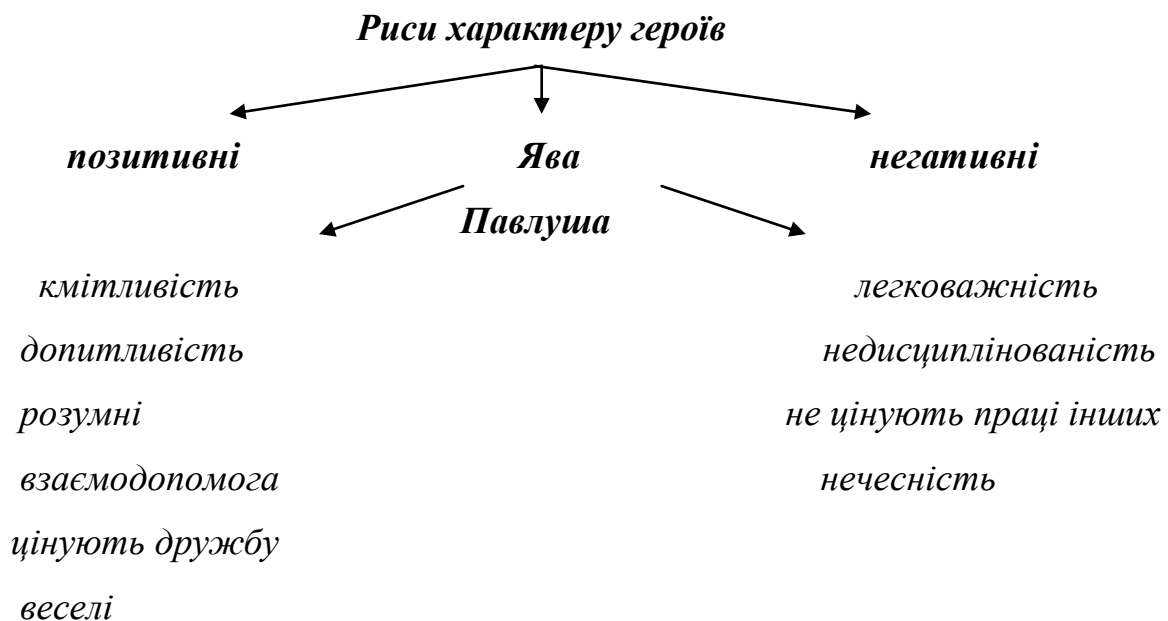 Риси характеру героїв
позитивні Ява негативні
Павлуша
кмітливість легковажність
допитливість недисциплінованість
розумні не цінують праці інших
взаємодопомога нечесність
цінують дружбу
веселі